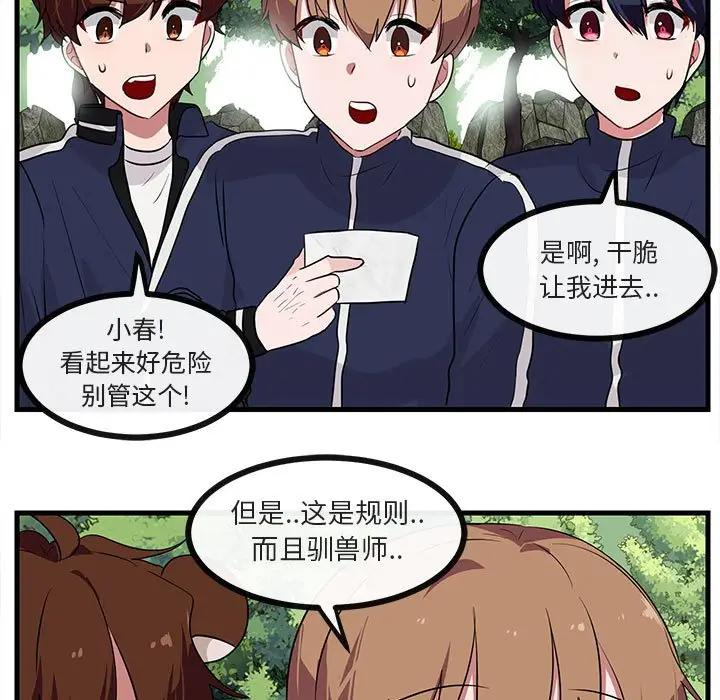 小春!
看起来好危险
别管这个!
是啊, 干脆
让我进去..
但是..这是规则..
而且驯兽师..